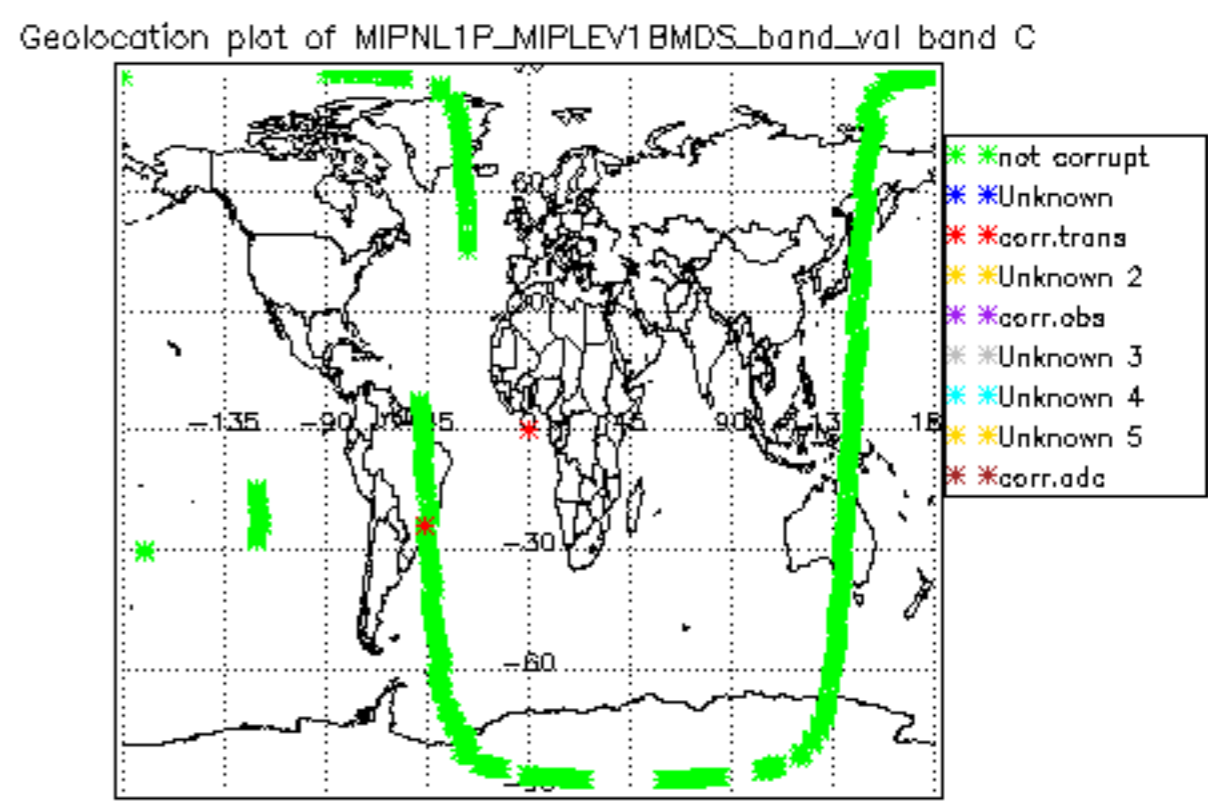 Geolocation plot of MIPNL1P_MIPLEV1BMDS_band_val band C
not corrupt
Unknown
corr.trans
Unknown 2
corr.obs
Unknown 3
Unknown 4
Unknown 5
corr.adc
60
-135 -90 45 90
-30
-60